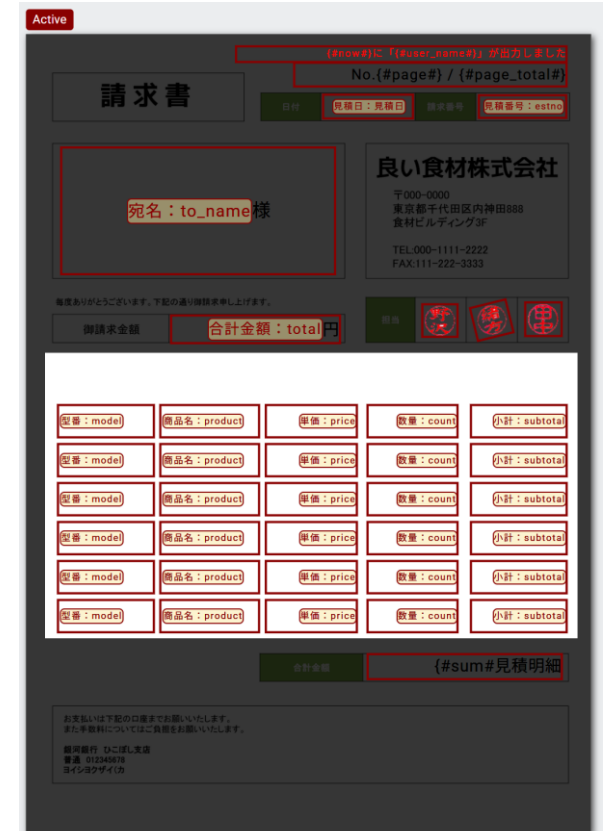 Active
{#now#}に「{#user_name#}」が出力しました
No.{#page#} / {#page_total#}
請求書
日付 見積日：見積日 請求番号 見積番号：estno
良い食材株式会社
〒000-0000
東京都千代田区内神田888
食材ビルディング3F
宛名：to_name様
TEL:000-1111-2222
FAX:111-222-3333
毎度ありがとうございます。下記の通り御請求申し上げます。
御請求金額 合計金額：total円
担当
型番：model 商品名：product 単価：price 数量：count 小計：subtotal
型番：model 商品名：product 単価：price 数量：count 小計：subtotal
型番：model 商品名：product 単価：price 数量：count 小計：subtotal
型番：model 商品名：product 単価：price 数量：count 小計：subtotal
型番：model 商品名：product 単価：price 数量：count 小計：subtotal
型番：model 商品名：product 単価：price 数量：count 小計：subtotal
合計金額 {#sum#見積明細
お支払いは下記の口座までお願いいたします。
また手数料についてはご負担をお願いいたします。
銀河銀行 ひこぼし支店
普通 012345678
ヨイシヨクザイ(カ